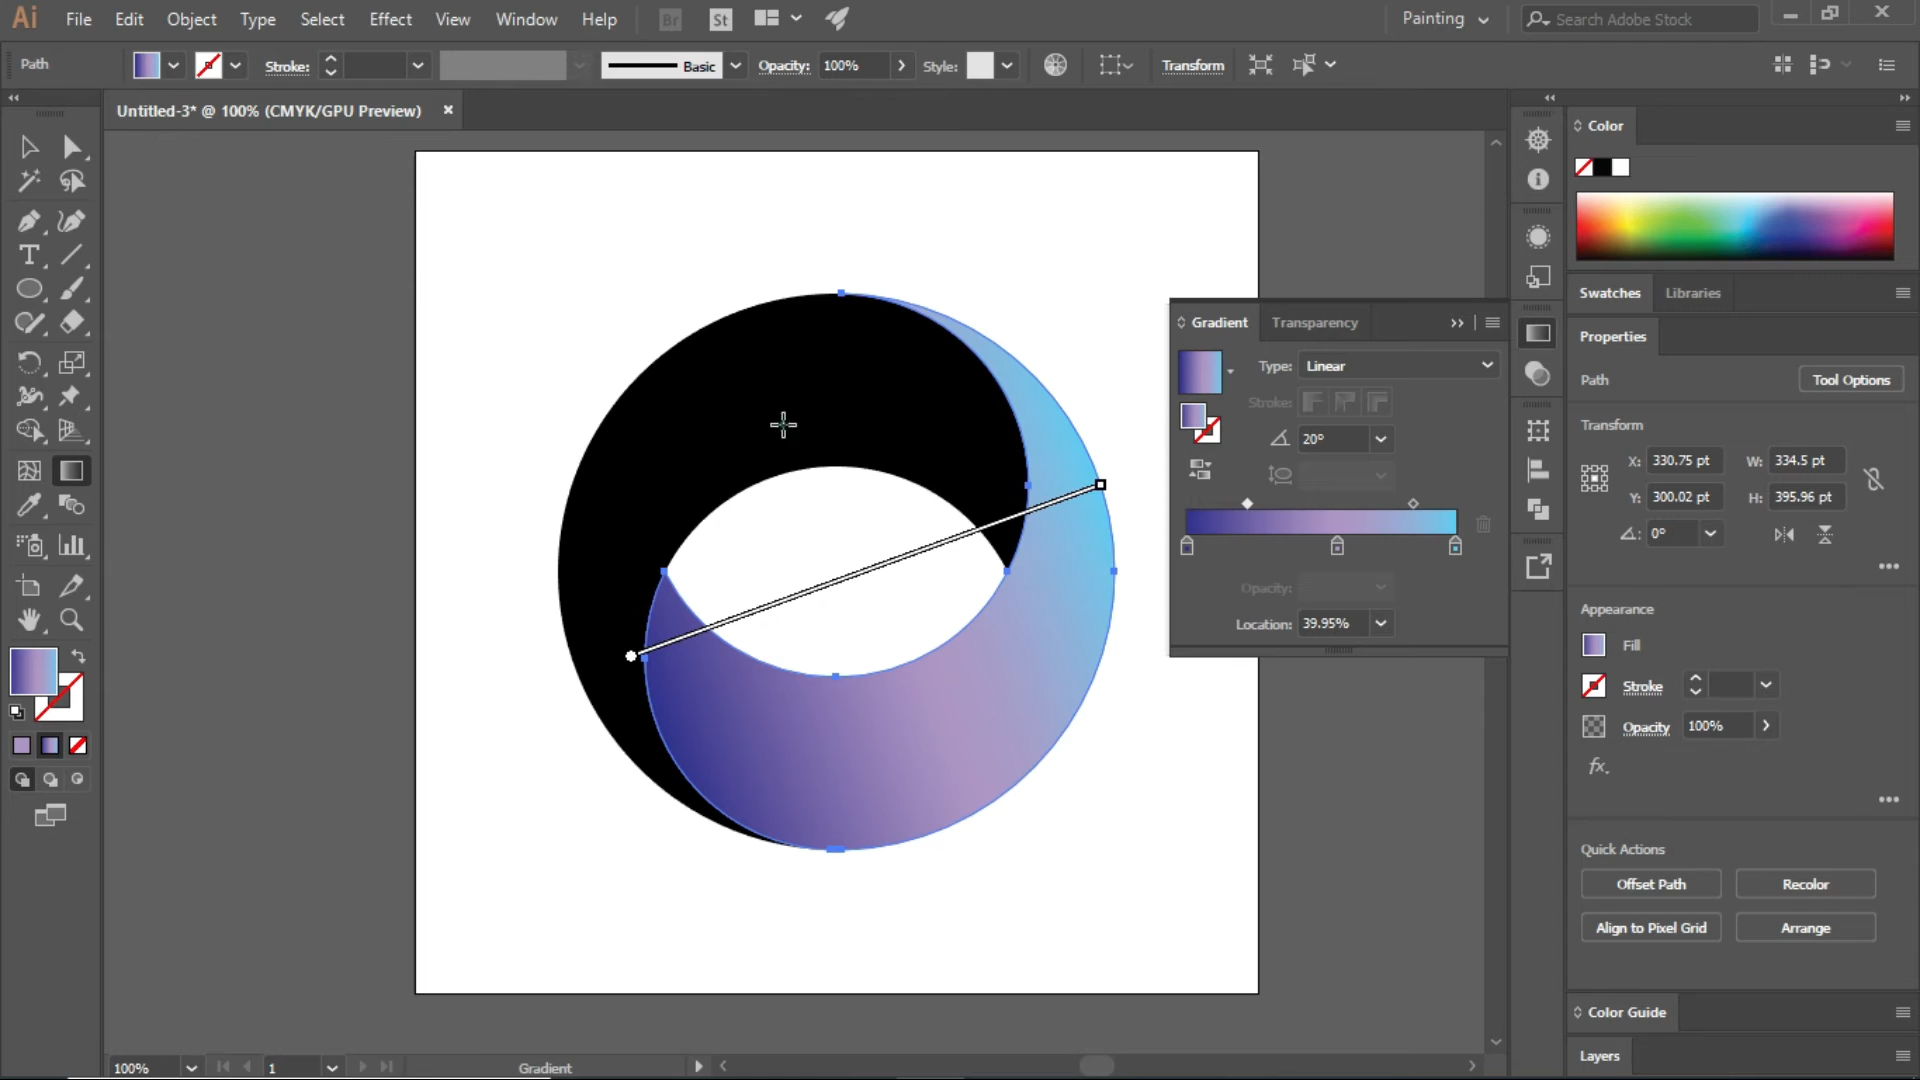 Ai File Edit Object Type Select Effect View Window Help Br St Painting Search Adobe Stock
Path Stroke: Basic Opacity: 100% Style: Transform
Untitled-3* @ 100% (CMYK/GPU Preview)
Color
Swatches Libraries
Properties
Path Tool Options
Transform
X: 330.75 pt W: 334.5 pt
Y: 300.02 pt H: 395.96 pt
0°
Appearance
Fill
Stroke
Opacity 100%
fx.
Quick Actions
Offset Path Recolor
Align to Pixel Grid Arrange
Color Guide
Layers
Gradient Transparency
Type: Linear
Stroke:
20°
Opacity:
Location: 39.95%
100% 1 Gradient